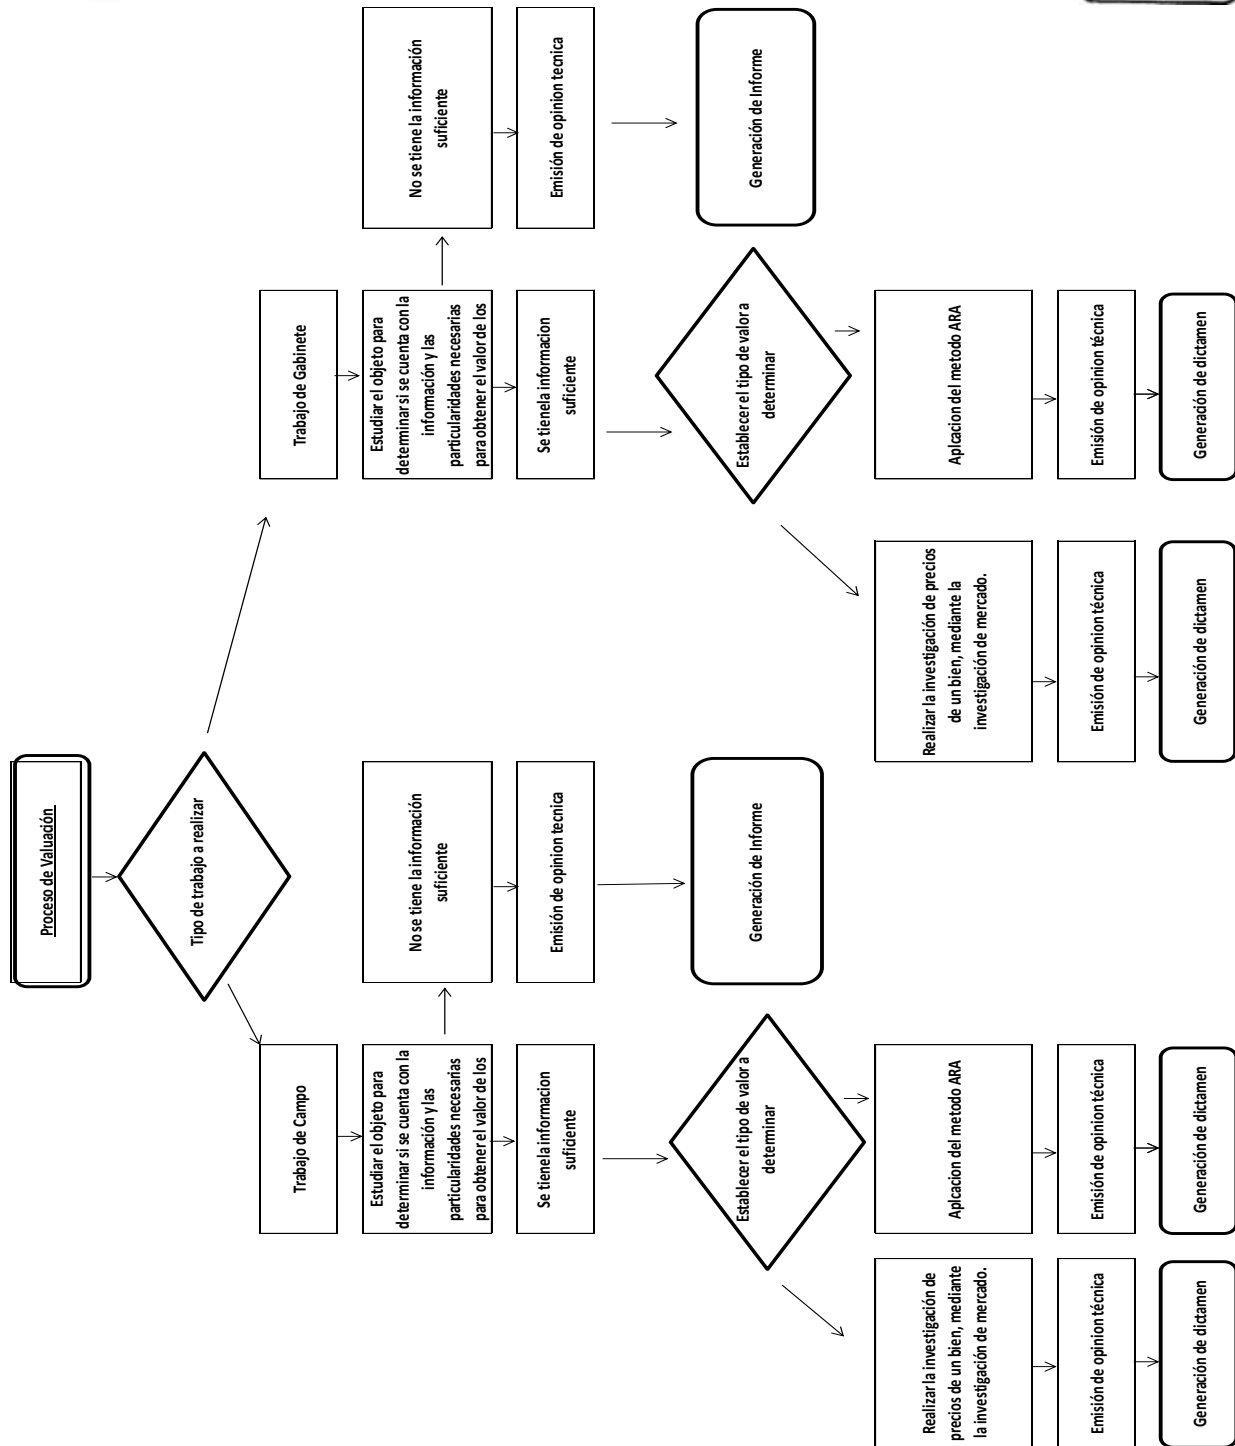 Proceso de Valuación
Tipo de trabajo a realizar
Trabajo de Campo
Estudiar el objeto para
determinar si se cuenta con la
información y las
particularidades necesarias
para obtener el valor de los
No se tiene la información
suficiente
Emisión de opinion tecnica
Generación de Informe
Se tiene la informacion
suficiente
Establecer el tipo de valor a
determinar
Realizar la investigación de
precios de un bien, mediante
la investigación de mercado.
Emisión de opinion técnica
Generación de dictamen
Aplcacion del metodo ARA
Emisión de opinion técnica
Generación de dictamen
Trabajo de Gabinete
Estudiar el objeto para
determinar si se cuenta con la
información y las
particularidades necesarias
para obtener el valor de los
No se tiene la información
suficiente
Emisión de opinion tecnica
Generación de Informe
Se tiene la informacion
suficiente
Establecer el tipo de valor a
determinar
Realizar la investigación de precios
de un bien, mediante la
investigación de mercado.
Emisión de opinion técnica
Generación de dictamen
Aplcacion del metodo ARA
Emisión de opinion técnica
Generación de dictamen